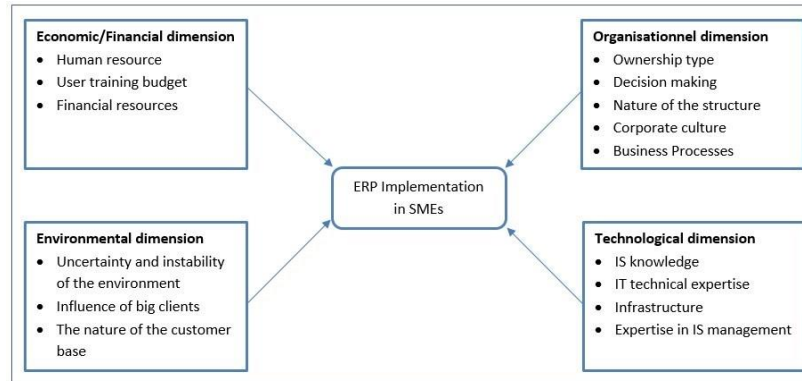 Economic/Financial dimension
• Human resource
• User training budget
• Financial resources
Organisationnel dimension
• Ownership type
• Decision making
• Nature of the structure
• Corporate culture
• Business Processes
ERP Implementation
in SMEs
Environmental dimension
• Uncertainty and instability
of the environment
• Influence of big clients
• The nature of the customer
base
Technological dimension
• IS knowledge
• IT technical expertise
• Infrastructure
• Expertise in IS management